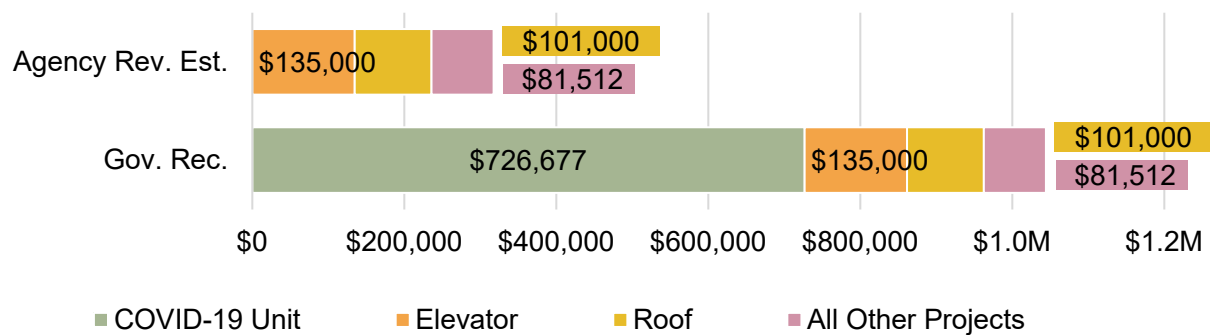 $101,000
Agency Rev. Est. $135,000
$81,512
$101,000
Gov. Rec. $726,677 $135,000
$81,512
$0 $200,000 $400,000 $600,000 $800,000 $1.0M $1.2M
COVID-19 Unit Elevator Roof All Other Projects